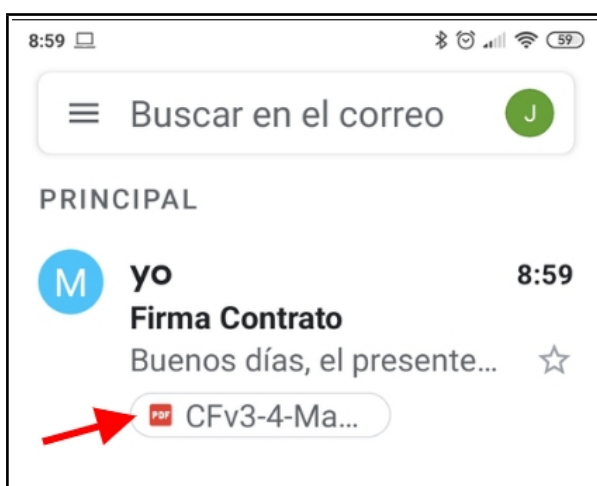 8:59 59
Buscar en el correo J
PRINCIPAL
M yo 8:59
Firma Contrato
Buenos días, el presente...
PDF CFv3-4-Ma...